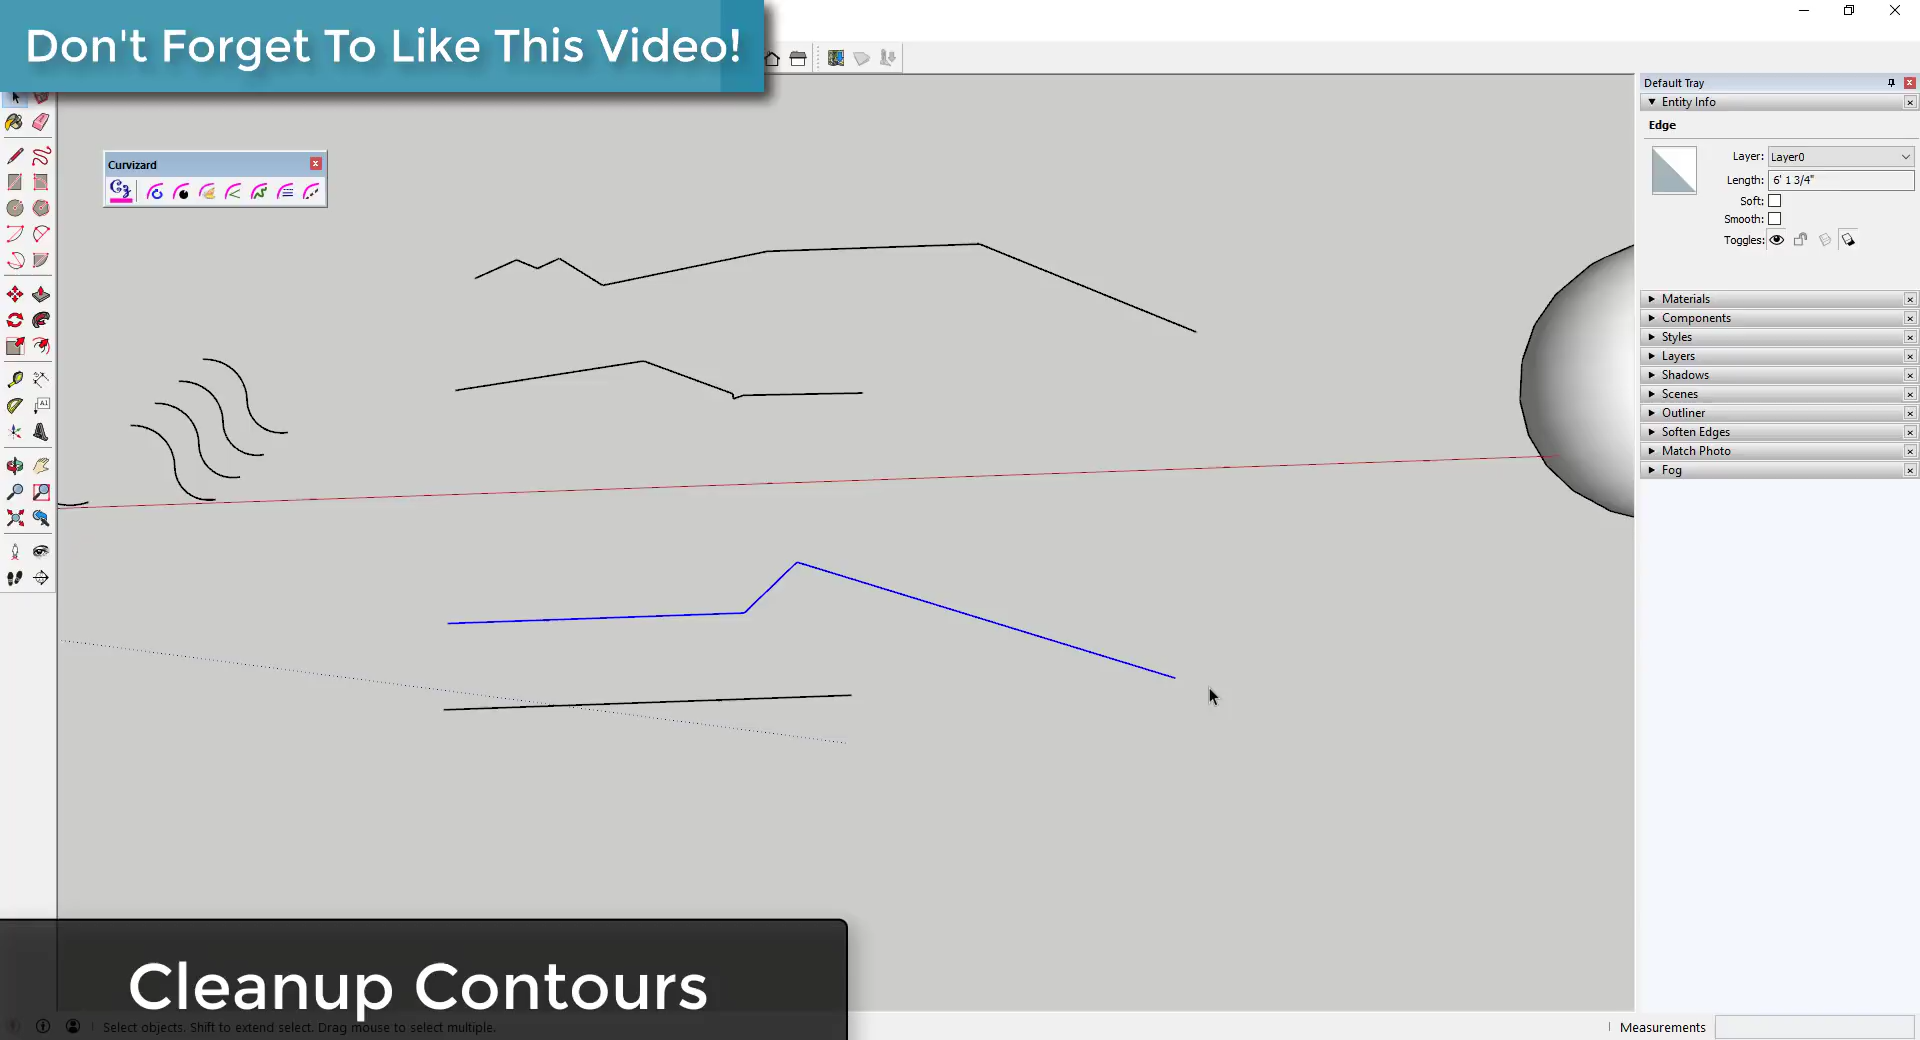 Don't Forget To Like This Video!
Default Tray
Entity Info
Edge
Layer: Layer0
Length: 6' 1 3/4"
Soft:
Smooth:
Toggles:
Curvizard
Materials
Components
Styles
Layers
Shadows
Scenes
Outliner
Soften Edges
Match Photo
Fog
Cleanup Contours
Select objects. Shift to extend select. Drag mouse to select multiple.
Measurements